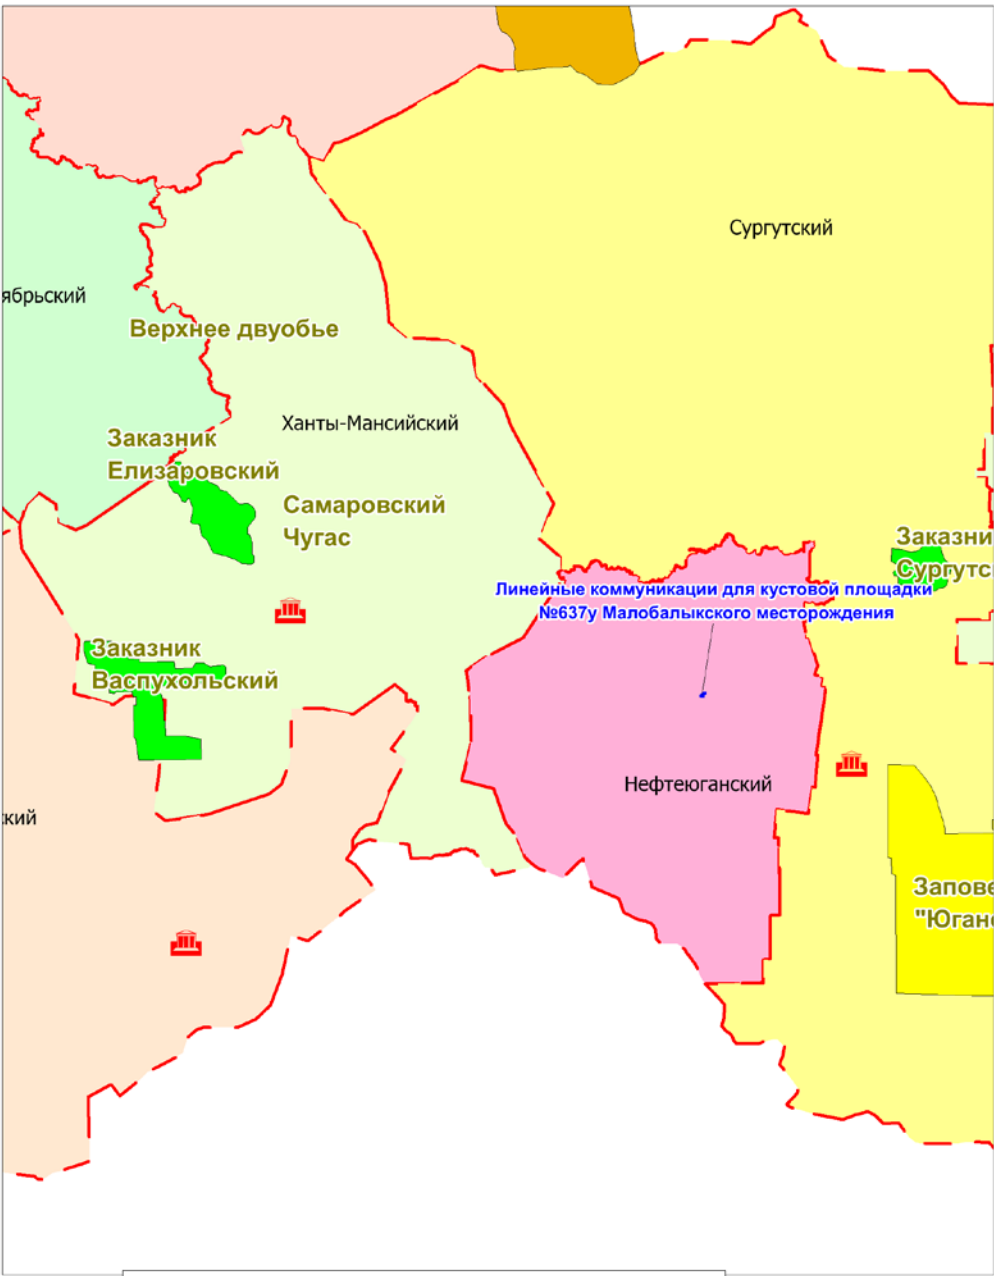 Сургутский
ябрьский
Верхнее двуобье
Ханты-Мансийский
Заказник
Елизаровский
Самаровский
Чугас
Заказни
Сургутс
Линейные коммуникации для кустовой площадки
№637у Малобалыкского месторождения
Заказник
Васпухольский
Нефтеюганский
кий
Запове
"Юган